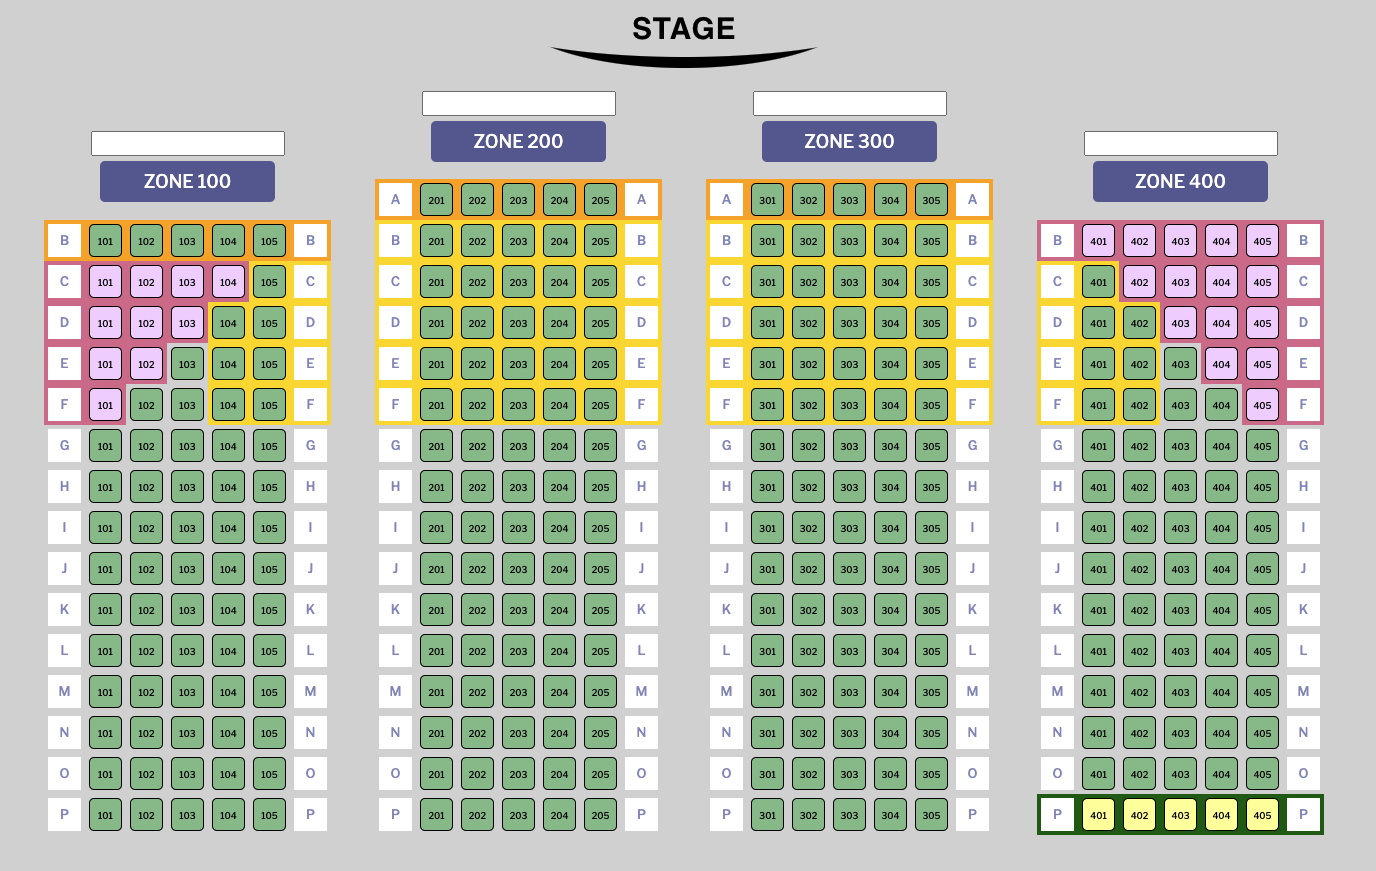 STAGE
ZONE 200 ZONE 300
ZONE 100 ZONE 400
A 201 202 203 204 205 A A 301 302 303 304 305 A
B 101 102 103 104 105 B B 201 202 203 204 205 B B 301 302 303 304 305 B B 401 402 403 404 405 B
C 101 102 103 104 105 C C 201 202 203 204 205 C C 301 302 303 304 305 C C 401 402 403 404 405 C
D 101 102 103 104 105 D D 201 202 203 204 205 D D 301 302 303 304 305 D D 401 402 403 404 405 D
E 101 102 103 104 105 E E 201 202 203 204 205 E E 301 302 303 304 305 E E 401 402 403 404 405 E
F 101 102 103 104 105 F F 201 202 203 204 205 F F 301 302 303 304 305 F F 401 402 403 404 405 F
G 101 102 103 104 105 G G 201 202 203 204 205 G G 301 302 303 304 305 G G 401 402 403 404 405 G
H 101 102 103 104 105 H H 201 202 203 204 205 H H 301 302 303 304 305 H H 401 402 403 404 405 H
I 101 102 103 104 105 I I 201 202 203 204 205 I I 301 302 303 304 305 I I 401 402 403 404 405 I
J 101 102 103 104 105 J J 201 202 203 204 205 J J 301 302 303 304 305 J J 401 402 403 404 405 J
K 101 102 103 104 105 K K 201 202 203 204 205 K K 301 302 303 304 305 K K 401 402 403 404 405 K
L 101 102 103 104 105 L L 201 202 203 204 205 L L 301 302 303 304 305 L L 401 402 403 404 405 L
M 101 102 103 104 105 M M 201 202 203 204 205 M M 301 302 303 304 305 M M 401 402 403 404 405 M
N 101 102 103 104 105 N N 201 202 203 204 205 N N 301 302 303 304 305 N N 401 402 403 404 405 N
O 101 102 103 104 105 O O 201 202 203 204 205 O O 301 302 303 304 305 O O 401 402 403 404 405 O
P 101 102 103 104 105 P P 201 202 203 204 205 P P 301 302 303 304 305 P P 401 402 403 404 405 P